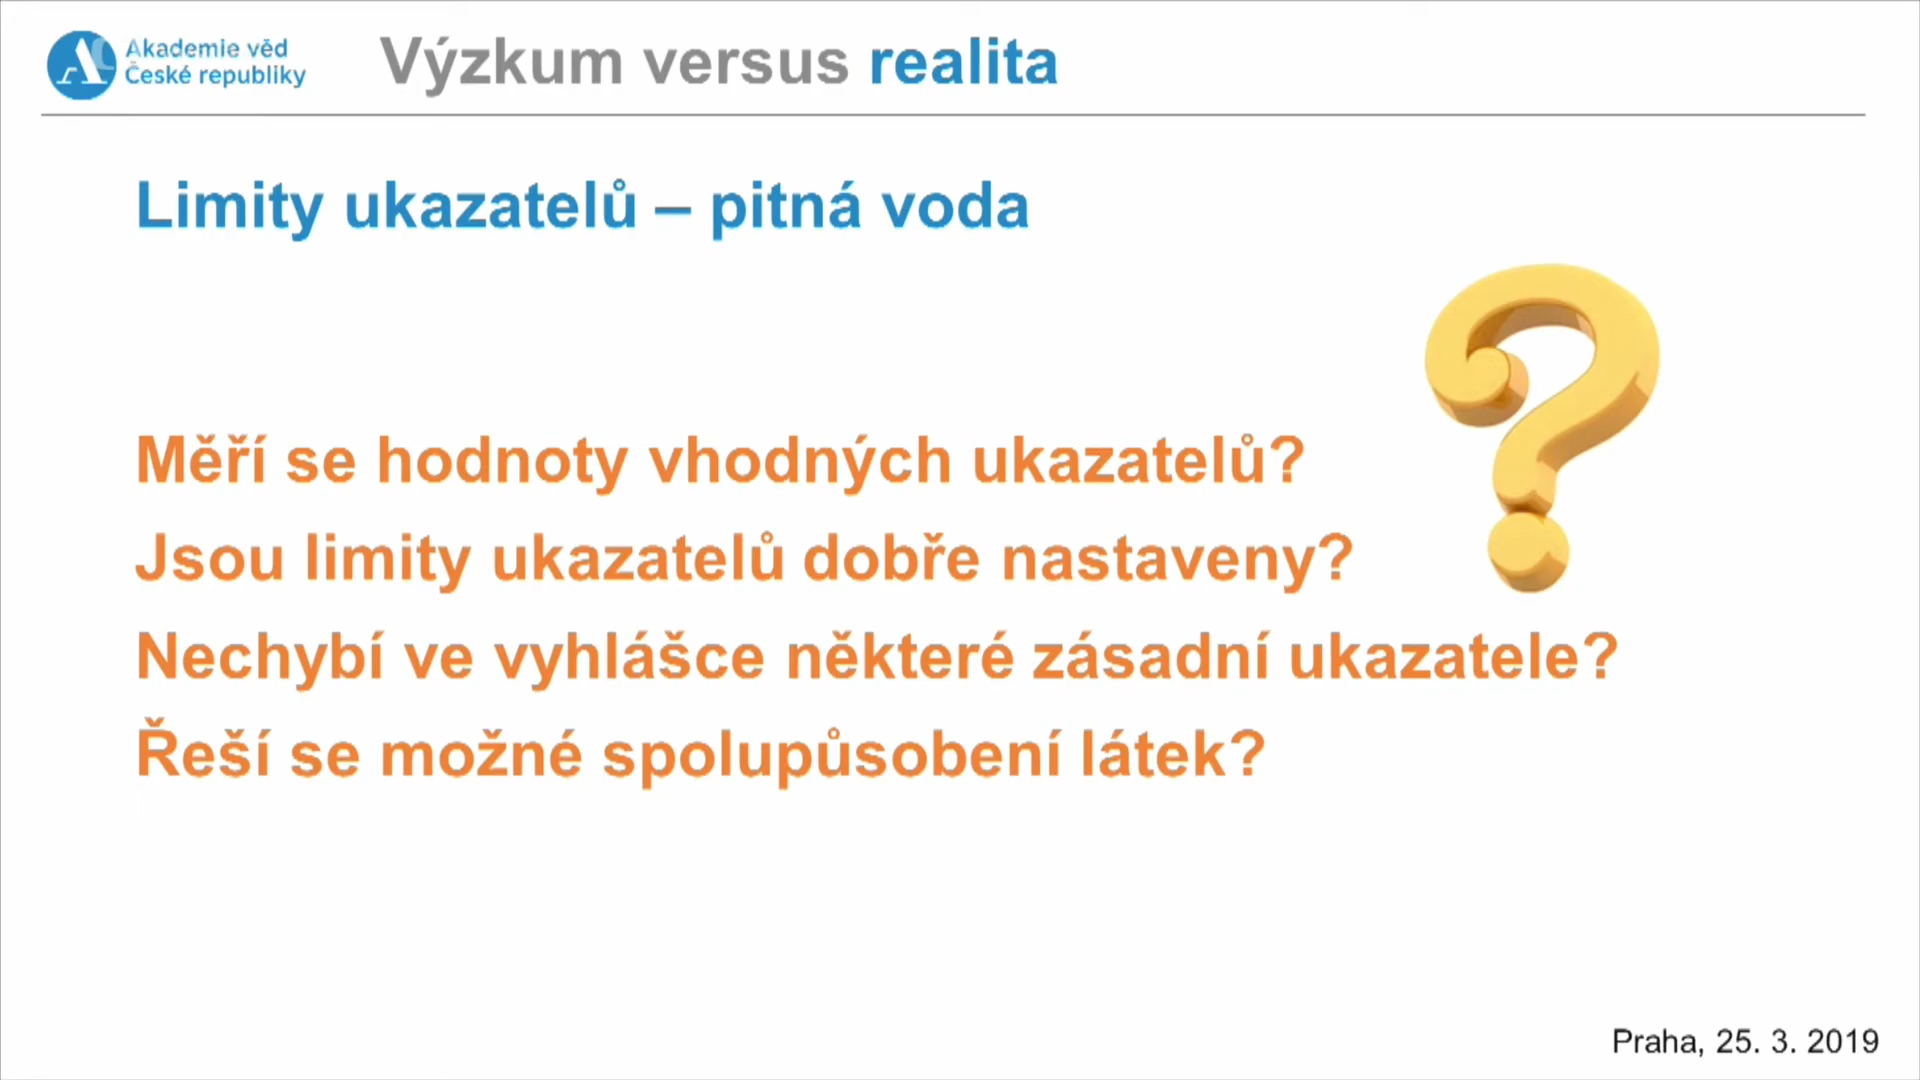 Akademie věd
České republiky
Výzkum versus realita
Limity ukazatelů – pitná voda
Měří se hodnoty vhodných ukazatelů?
Jsou limity ukazatelů dobře nastaveny?
Nechybí ve vyhlášce některé zásadní ukazatele?
Řeší se možné spolupůsobení látek?
Praha, 25. 3. 2019